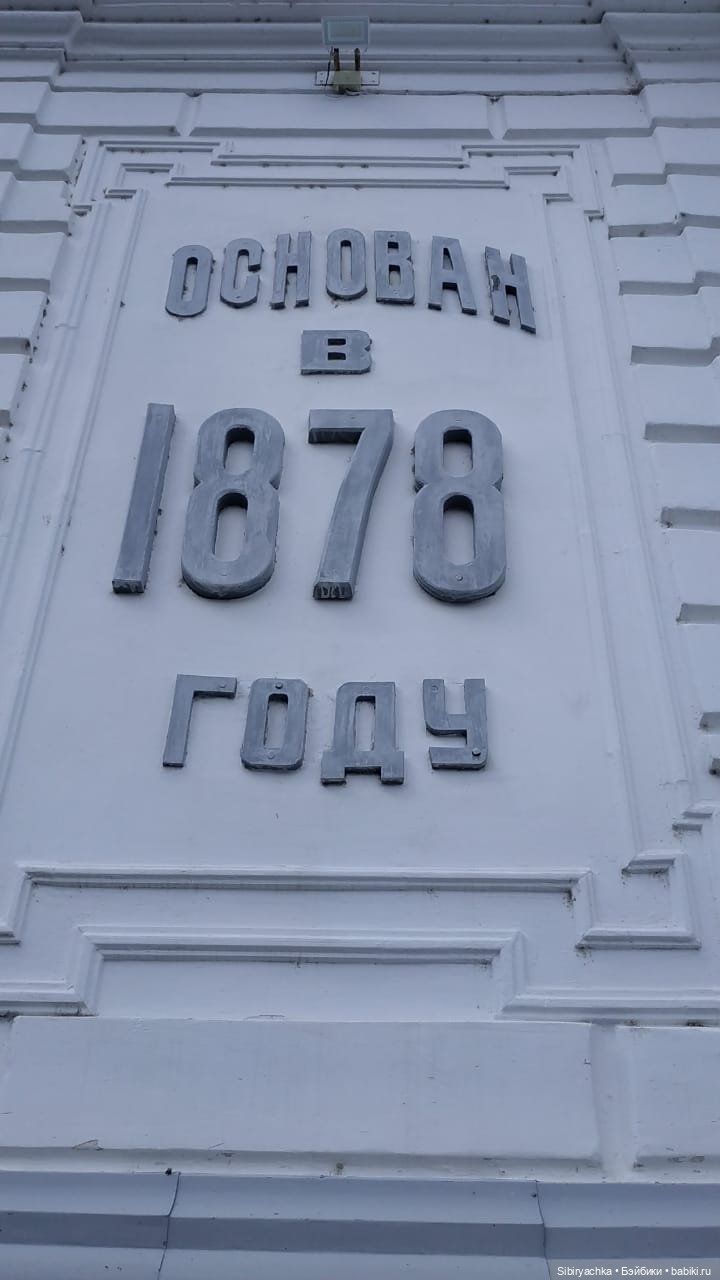 ОСНОВАН
В
1878
ГОДУ
Sibiryachka • Бэйбики • babiki.ru